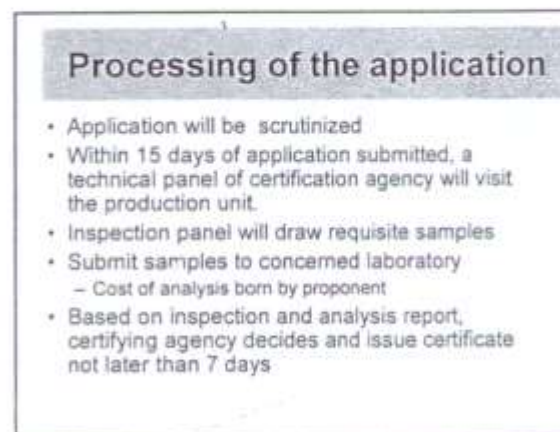 Processing of the application
• Application will be scrutinized
• Within 15 days of application submitted, a
technical panel of certification agency will visit
the production unit.
• Inspection panel will draw requisite samples
• Submit samples to concerned laboratory
– Cost of analysis born by proponent
• Based on inspection and analysis report,
certifying agency decides and issue certificate
not later than 7 days